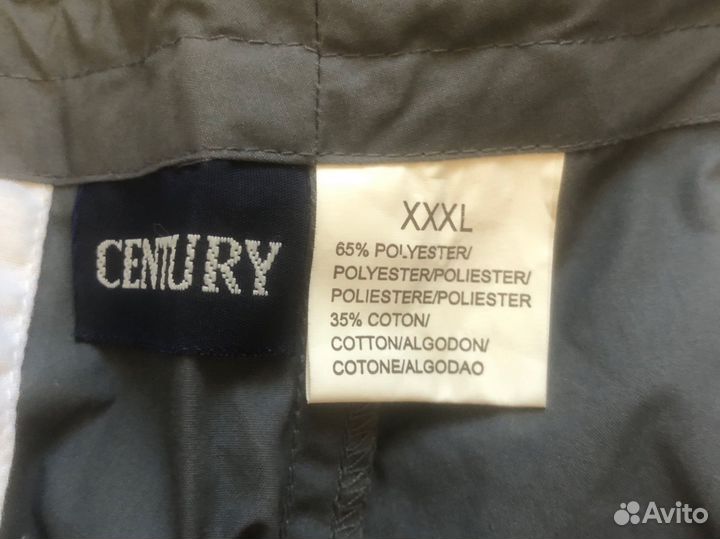 CENTURY
XXXL
65% POLYESTER/
POLYESTER/POLIESTER/
POLIESTERE/POLIESTER
35% COTON/
COTTON/ALGODON/
COTONE/ALGODAO
Avito